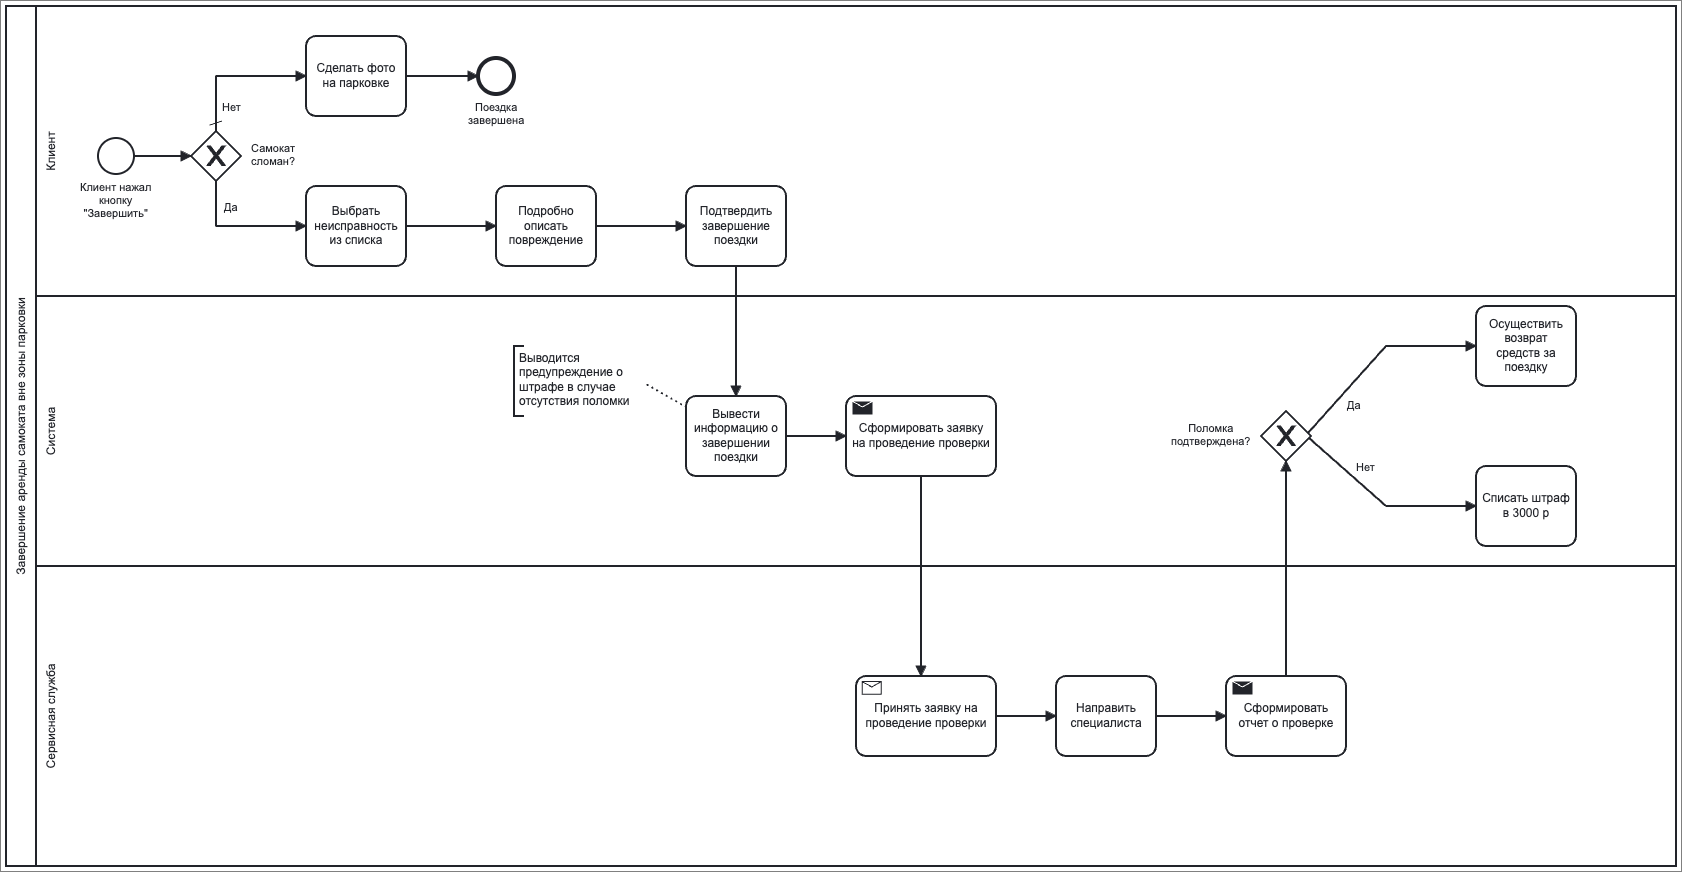 Завершение аренды самоката вне зоны парковки
Клиент
Клиент нажал
кнопку
"Завершить"
Самокат
сломан?
Нет
Да
Сделать фото
на парковке
Поездка
завершена
Выбрать
неисправность
из списка
Подробно
описать
повреждение
Подтвердить
завершение
поездки
Система
Выводится
предупреждение о
штрафе в случае
отсутствия поломки
Вывести
информацию о
завершении
поездки
Сформировать заявку
на проведение проверки
Поломка
подтверждена?
Да
Нет
Осуществить
возврат
средств за
поездку
Списать штраф
в 3000 р
Сервисная служба
Принять заявку на
проведение проверки
Направить
специалиста
Сформировать
отчет о проверке